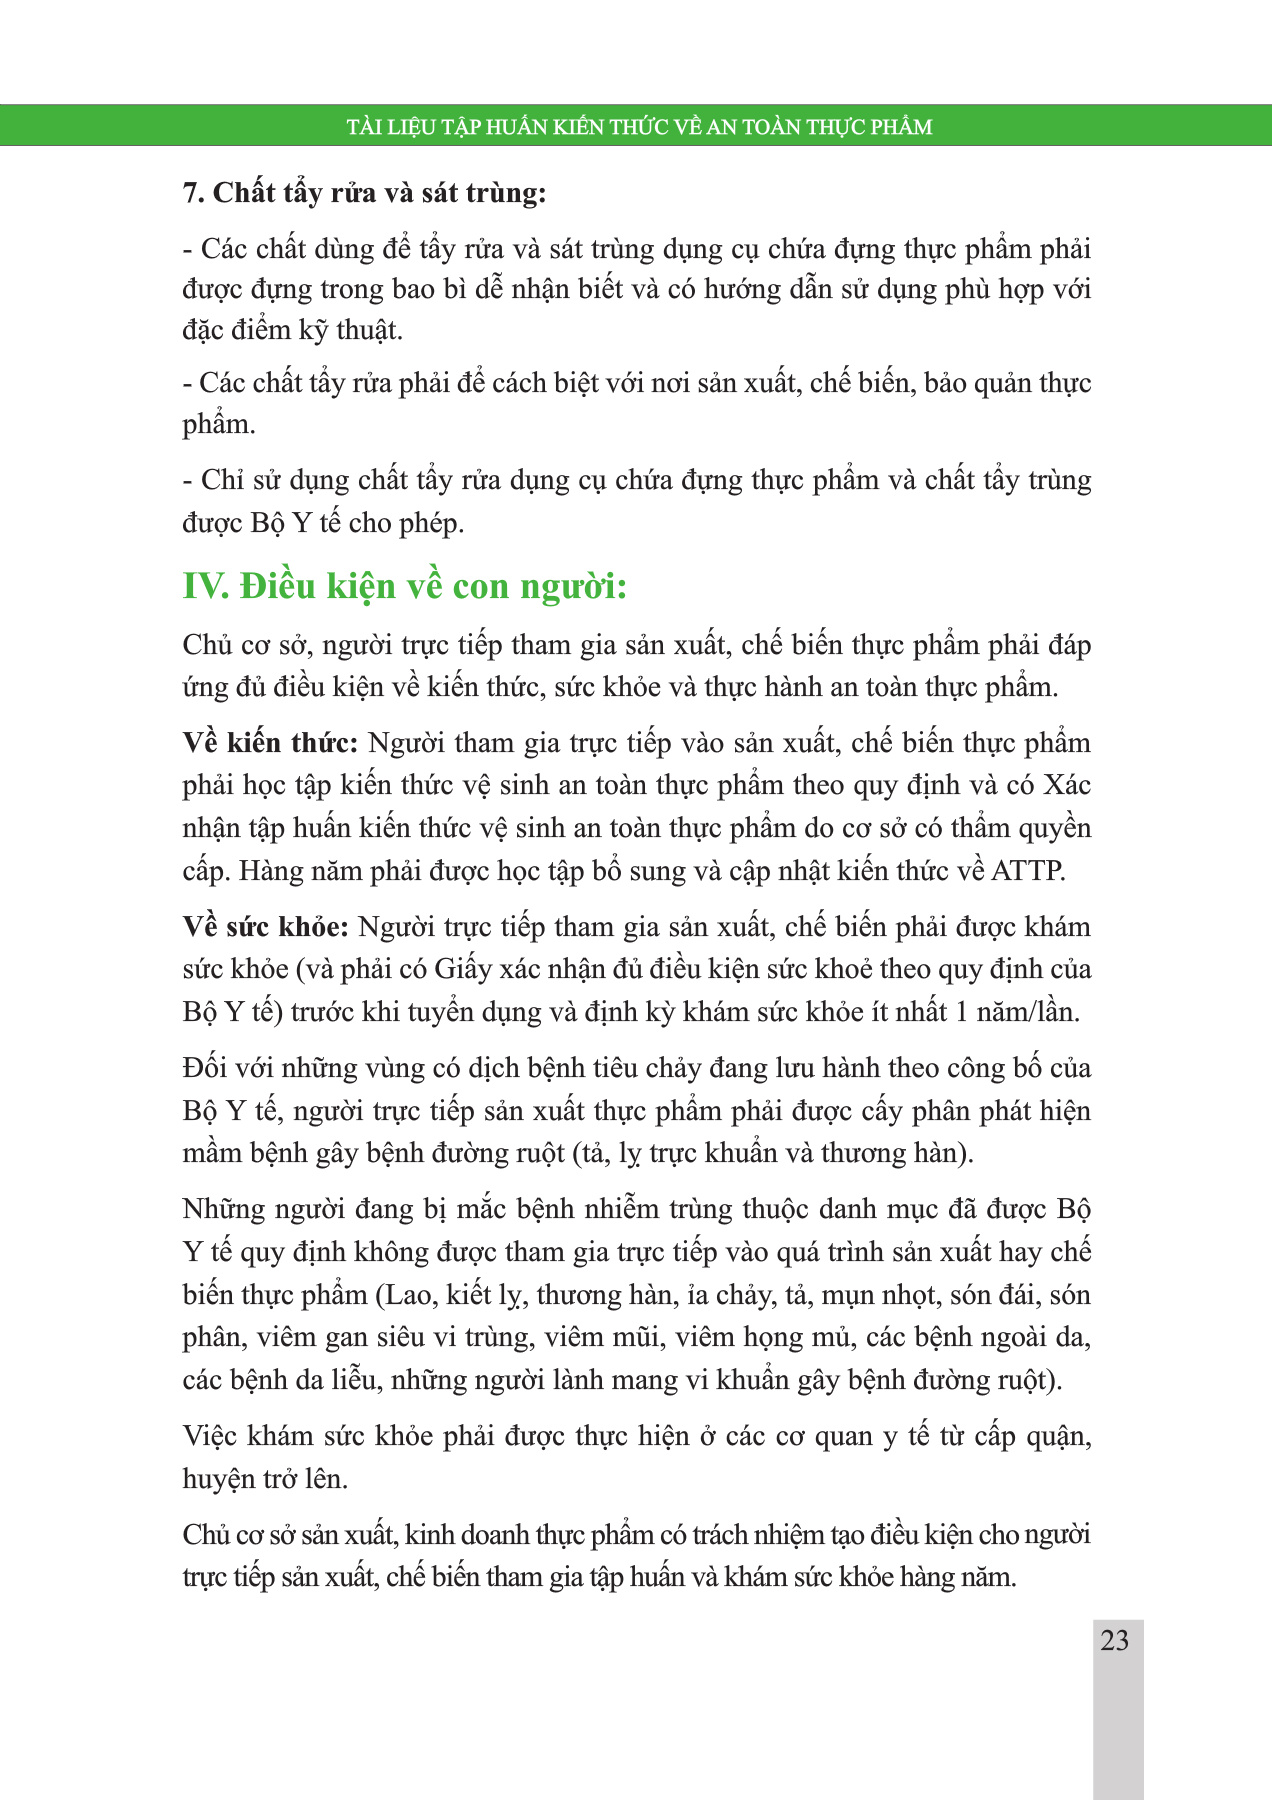 TÀI LIỆU TẬP HUẤN KIẾN THỨC VỀ AN TOÀN THỰC PHẨM
7. Chất tẩy rửa và sát trùng:
- Các chất dùng để tẩy rửa và sát trùng dụng cụ chứa đựng thực phẩm phải
được đựng trong bao bì dễ nhận biết và có hướng dẫn sử dụng phù hợp với
đặc điểm kỹ thuật.
- Các chất tẩy rửa phải để cách biệt với nơi sản xuất, chế biến, bảo quản thực
phẩm.
- Chỉ sử dụng chất tẩy rửa dụng cụ chứa đựng thực phẩm và chất tẩy trùng
được Bộ Y tế cho phép.
IV. Điều kiện về con người:
Chủ cơ sở, người trực tiếp tham gia sản xuất, chế biến thực phẩm phải đáp
ứng đủ điều kiện về kiến thức, sức khỏe và thực hành an toàn thực phẩm.
Về kiến thức: Người tham gia trực tiếp vào sản xuất, chế biến thực phẩm
phải học tập kiến thức vệ sinh an toàn thực phẩm theo quy định và có Xác
nhận tập huấn kiến thức vệ sinh an toàn thực phẩm do cơ sở có thẩm quyền
cấp. Hàng năm phải được học tập bổ sung và cập nhật kiến thức về ATTP.
Về sức khỏe: Người trực tiếp tham gia sản xuất, chế biến phải được khám
sức khỏe (và phải có Giấy xác nhận đủ điều kiện sức khoẻ theo quy định của
Bộ Y tế) trước khi tuyển dụng và định kỳ khám sức khỏe ít nhất 1 năm/lần.
Đối với những vùng có dịch bệnh tiêu chảy đang lưu hành theo công bố của
Bộ Y tế, người trực tiếp sản xuất thực phẩm phải được cấy phân phát hiện
mầm bệnh gây bệnh đường ruột (tả, lỵ trực khuẩn và thương hàn).
Những người đang bị mắc bệnh nhiễm trùng thuộc danh mục đã được Bộ
Y tế quy định không được tham gia trực tiếp vào quá trình sản xuất hay chế
biến thực phẩm (Lao, kiết lỵ, thương hàn, ỉa chảy, tả, mụn nhọt, són đái, són
phân, viêm gan siêu vi trùng, viêm mũi, viêm họng mủ, các bệnh ngoài da,
các bệnh da liễu, những người lành mang vi khuẩn gây bệnh đường ruột).
Việc khám sức khỏe phải được thực hiện ở các cơ quan y tế từ cấp quận,
huyện trở lên.
Chủ cơ sở sản xuất, kinh doanh thực phẩm có trách nhiệm tạo điều kiện cho người
trực tiếp sản xuất, chế biến tham gia tập huấn và khám sức khỏe hàng năm.
23